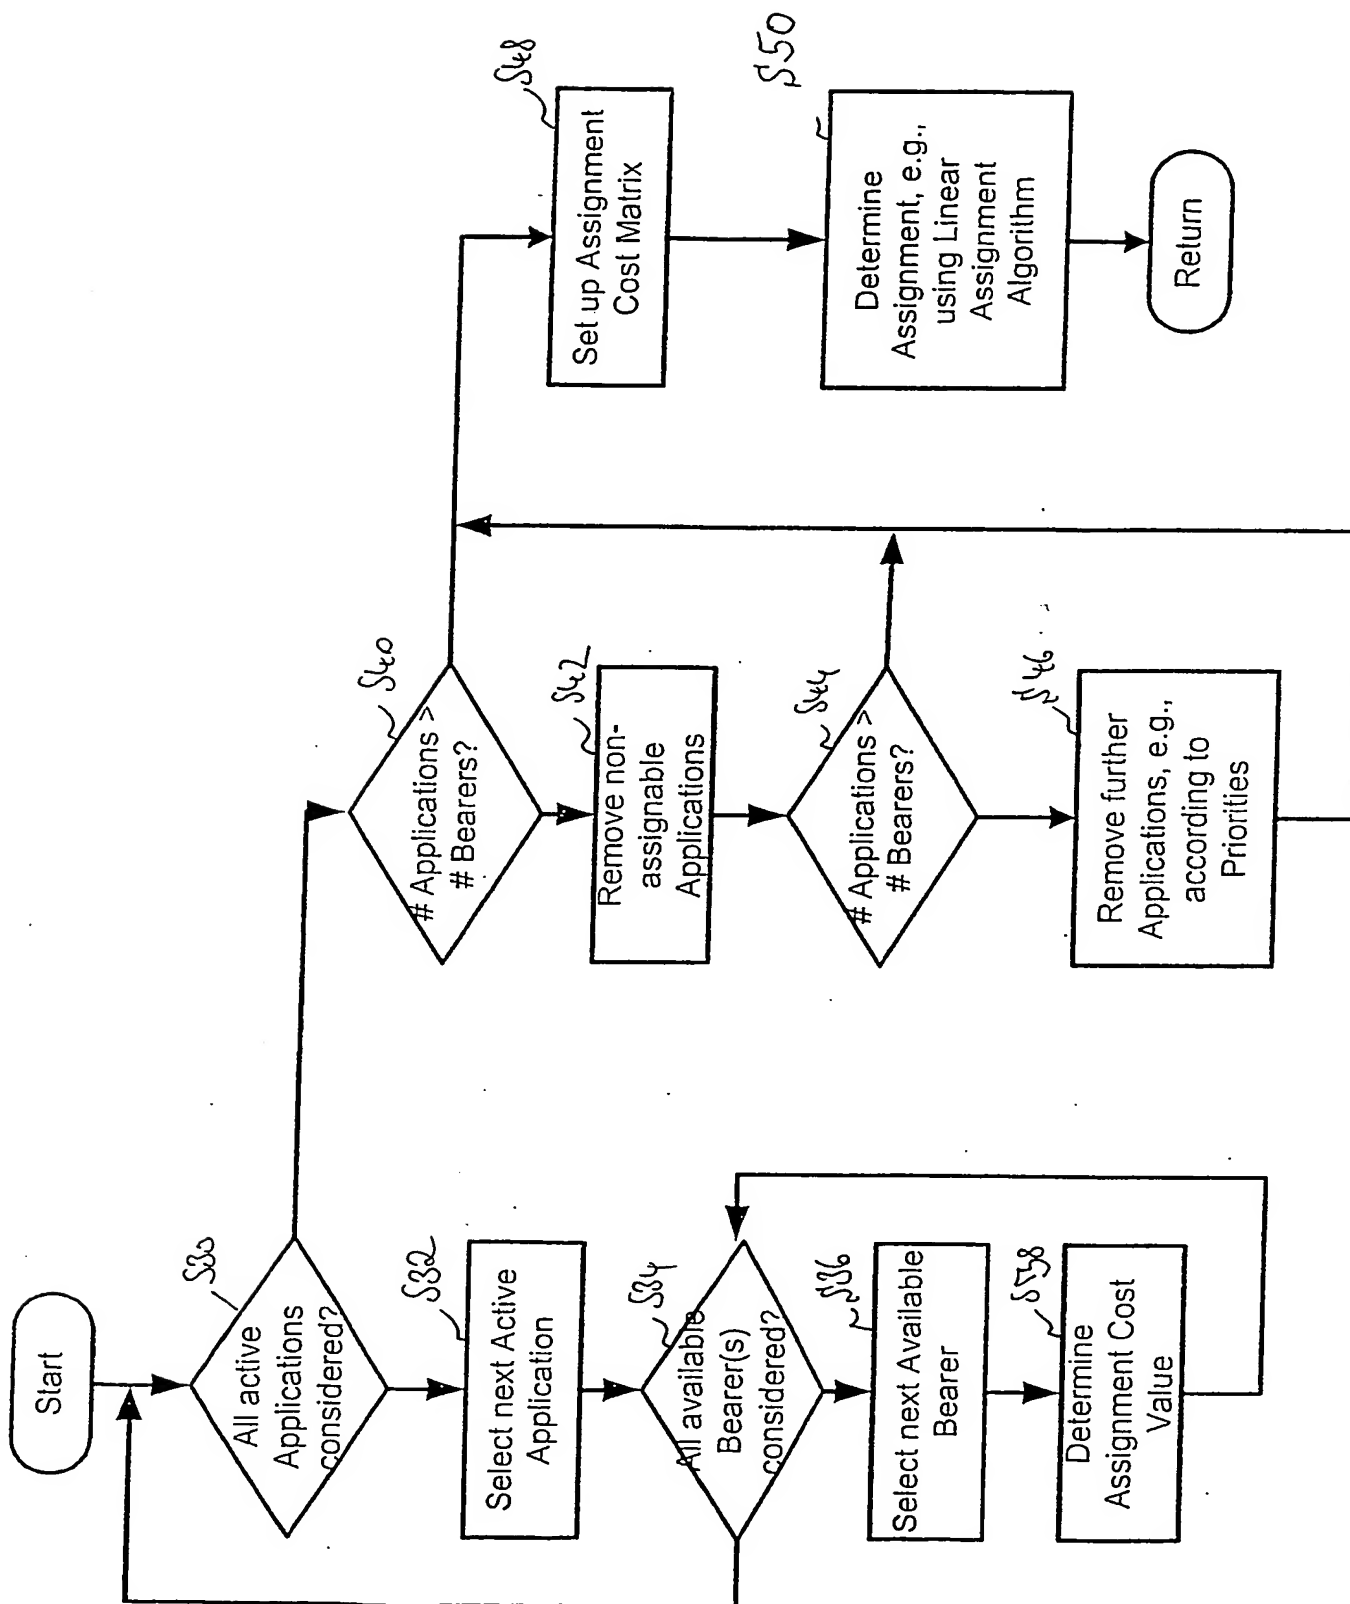 Start
S30
All active
Applications
considered?
S32
Select next Active
Application
S34
All available
Bearer(s)
considered?
S36
Select next Available
Bearer
S38
Determine
Assignment Cost
Value
S40
# Applications >
# Bearers?
S42
Remove non-
assignable
Applications
S44
# Applications >
# Bearers?
S46
Remove further
Applications, e.g.,
according to
Priorities
S48
Set up Assignment
Cost Matrix
S50
Determine
Assignment, e.g.,
using Linear
Assignment
Algorithm
Return